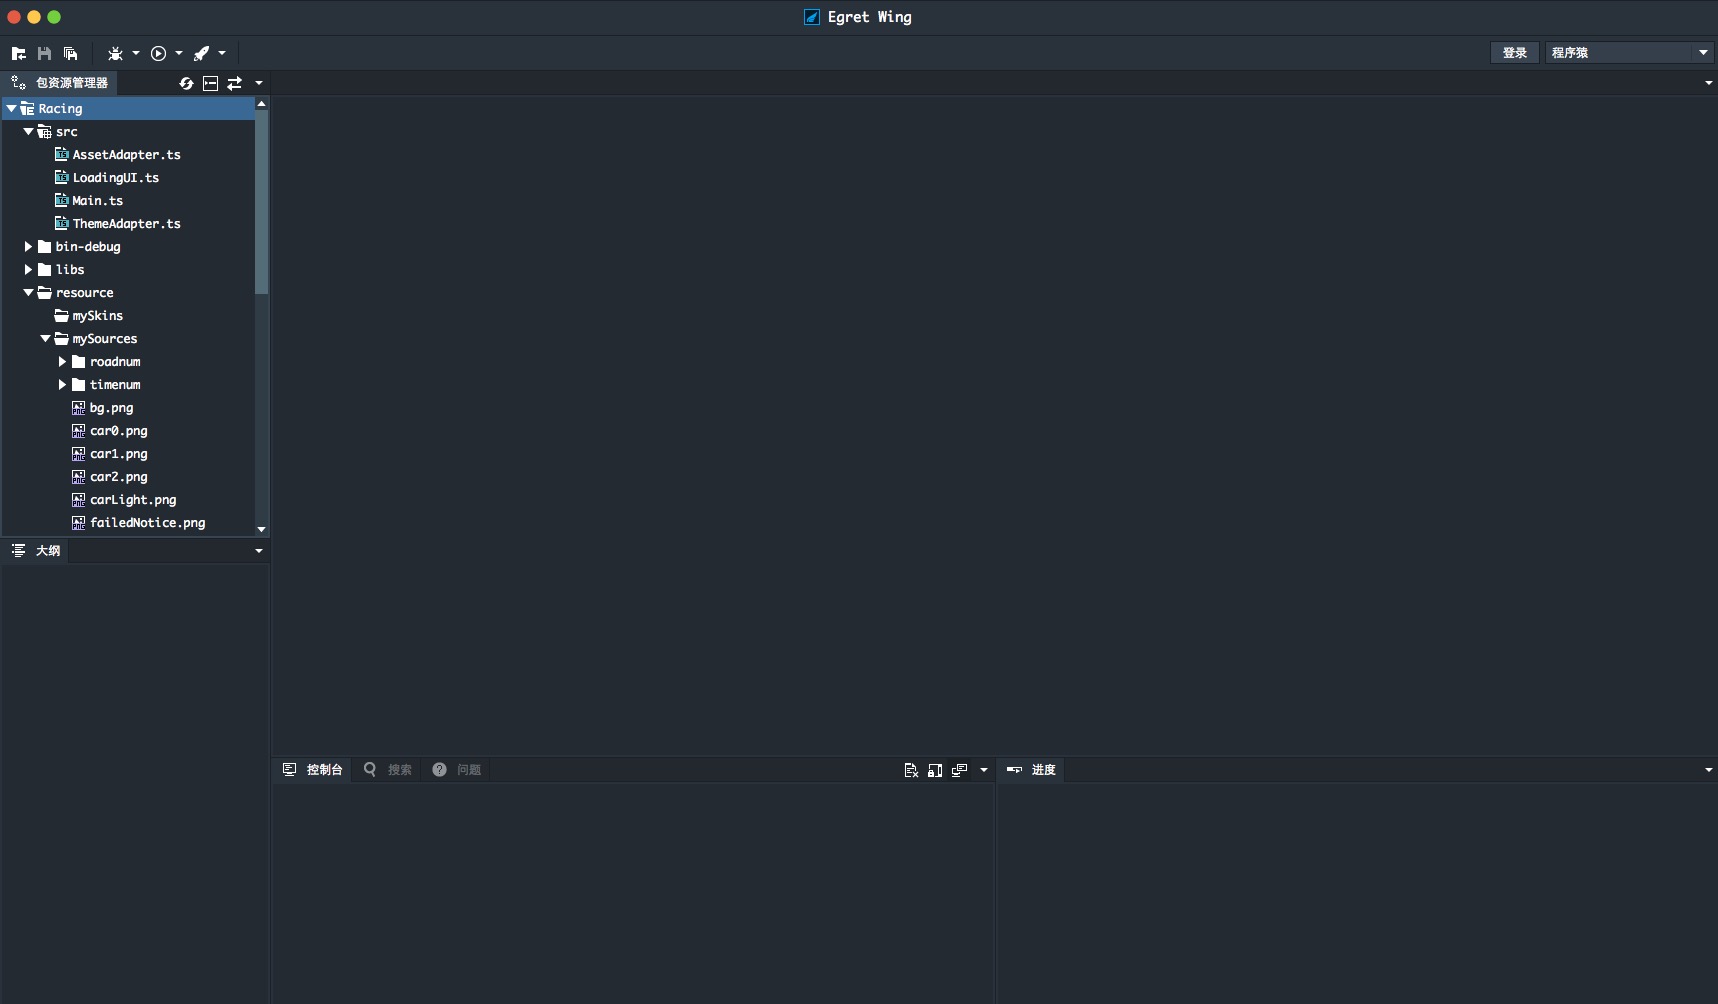 Egret Wing
登录
程序猿
包资源管理器
Racing
src
AssetAdapter.ts
LoadingUI.ts
Main.ts
ThemeAdapter.ts
bin-debug
libs
resource
mySkins
mySources
roadnum
timenum
bg.png
car0.png
car1.png
car2.png
carLight.png
failedNotice.png
大纲
控制台 搜索 问题
进度